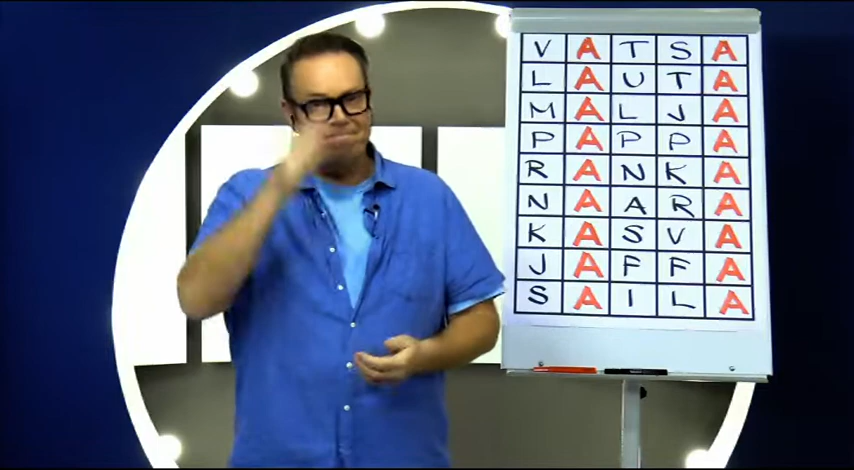 V A T S A
L A U T A
M A L J A
P A P P A
R A N K A
N A A R A
K A S V A
J A F F A
S A I L A